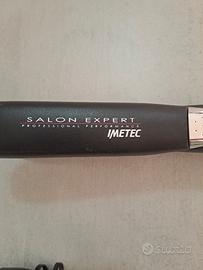 SALON EXPERT
PROFESSIONAL PERFORMANCE
IMETEC
subito